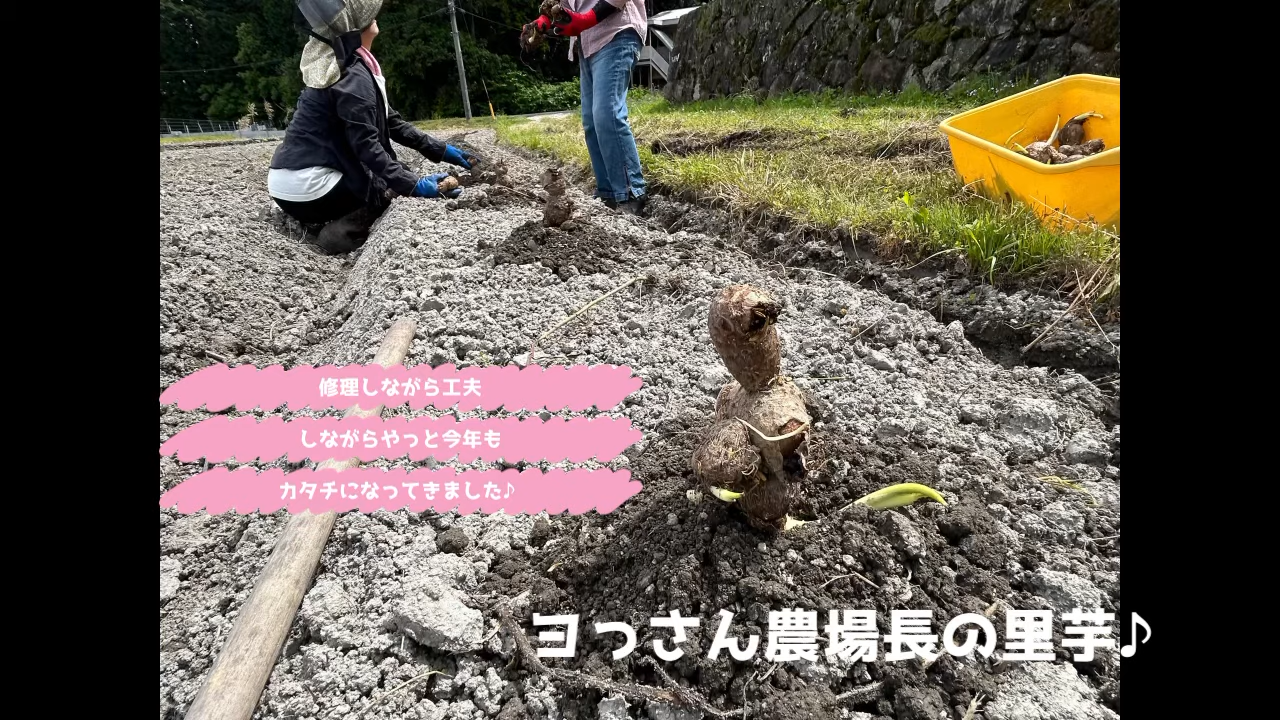 修理しながら工夫
しながらやっと今年も
カタチになってきました♪
ヨっさん農場長の里芋♪